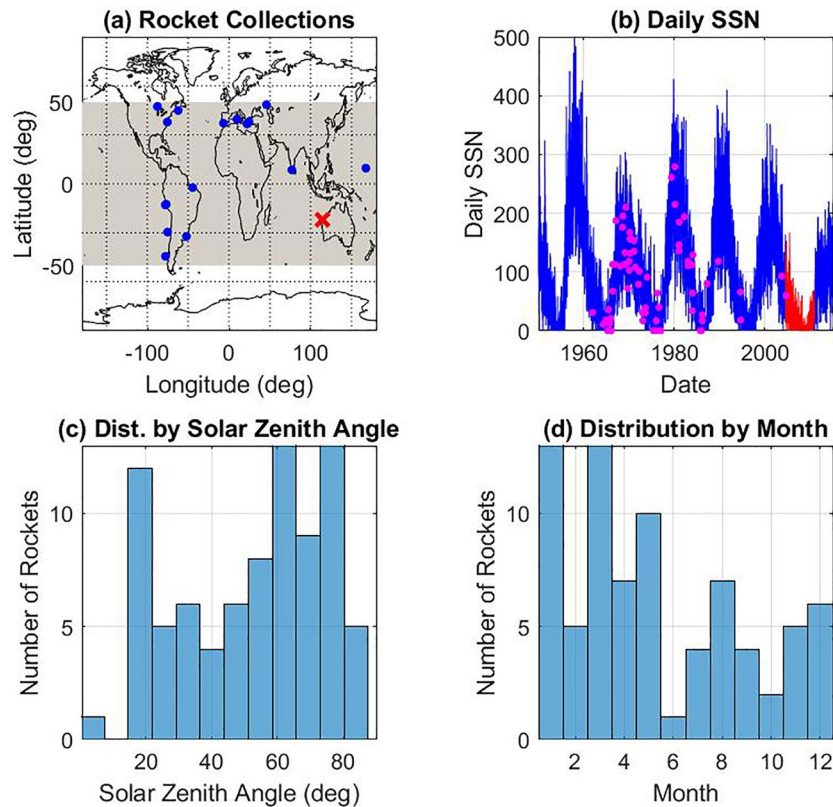 (a) Rocket Collections
50
0
-50
Latitude (deg)
-100 0 100
Longitude (deg)
(b) Daily SSN
500
400
300
200
100
0
Daily SSN
1960 1980 2000
Date
(c) Dist. by Solar Zenith Angle
10
5
0
Number of Rockets
20 40 60 80
Solar Zenith Angle (deg)
(d) Distribution by Month
10
5
0
Number of Rockets
2 4 6 8 10 12
Month